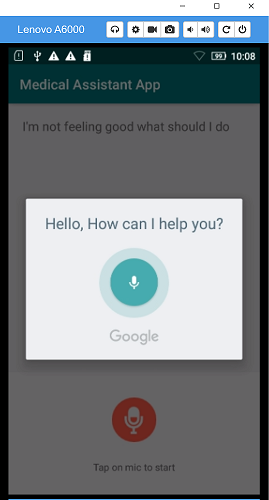 Lenovo A6000
99
10:08
Medical Assistant App
I'm not feeling good what should I do
Hello, How can I help you?
Google
Tap on mic to start